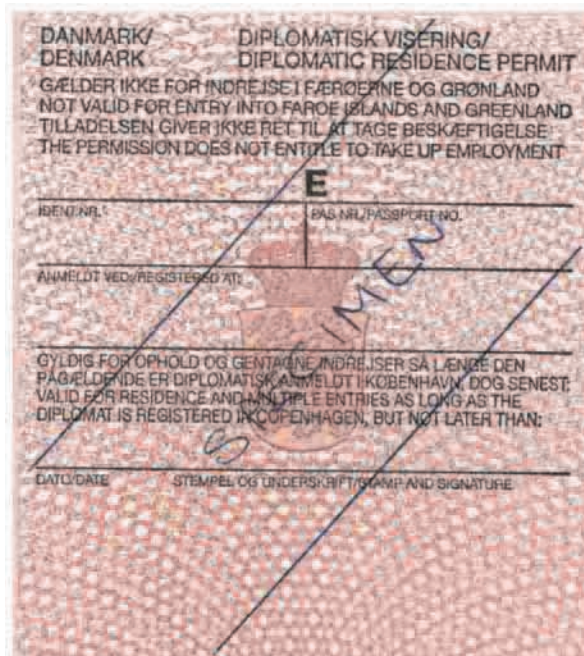 DANMARK/ DIPLOMATISK VISERING/
DENMARK DIPLOMATIC RESIDENCE PERMIT
GÆLDER IKKE FOR INDREJSE I FÆRØERNE OG GRØNLAND
NOT VALID FOR ENTRY INTO FAROE ISLANDS AND GREENLAND
TILLADELSEN GIVER IKKE RET TIL AT TAGE BESKÆFTIGELSE
THE PERMISSION DOES NOT ENTITLE TO TAKE UP EMPLOYMENT
E
IDENT.NR. PAS NR./PASSPORT NO.
ANMELDT VED:/REGISTERED AT:
SPECIMEN
GYLDIG FOR OPHOLD OG GENTAGNE INDREJSER SÅ LÆNGE DEN
PÅGÆLDENDE ER DIPLOMATISK ANMELDT I KØBENHAVN, DOG SENEST:
VALID FOR RESIDENCE AND MULTIPLE ENTRIES AS LONG AS THE
DIPLOMAT IS REGISTERED IN COPENHAGEN, BUT NOT LATER THAN:
DATO/DATE STEMPEL OG UNDERSKRIFT/STAMP AND SIGNATURE